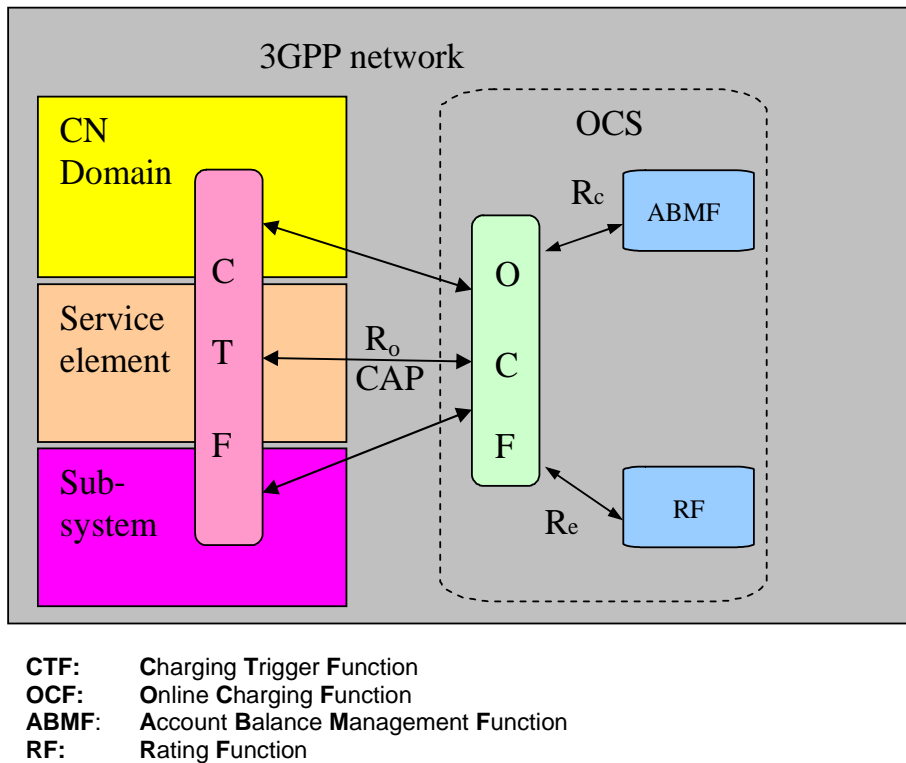 3GPP network
CN
Domain
Service
element
Sub-
system
C
T
F
Ro
CAP
OCS
O
C
F
Rc
ABMF
Re
RF
CTF: Charging Trigger Function
OCF: Online Charging Function
ABMF: Account Balance Management Function
RF: Rating Function